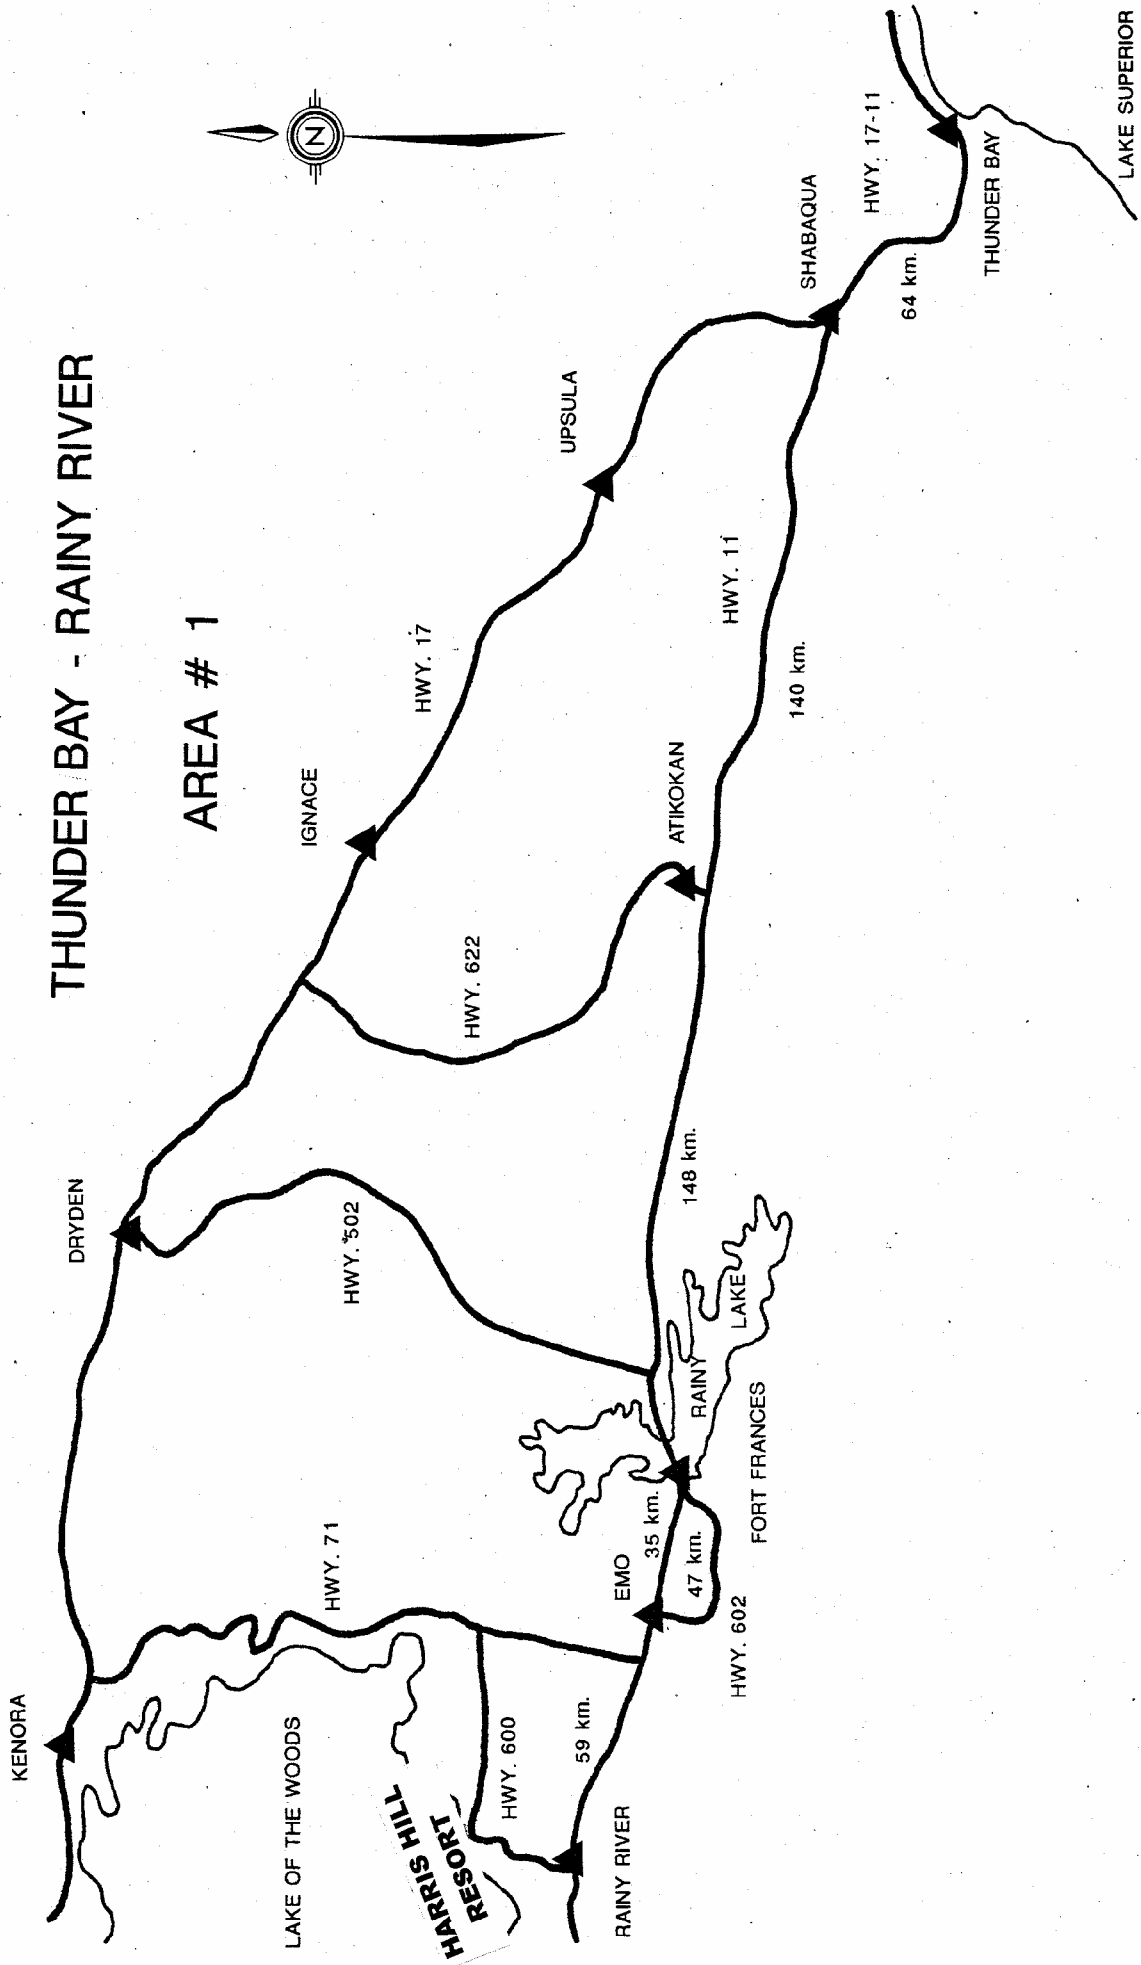 THUNDER BAY - RAINY RIVER
AREA # 1
N
KENORA
DRYDEN
IGNACE
UPSULA
SHABAQUA
HWY. 17-11
THUNDER BAY
LAKE SUPERIOR
64 km.
HWY. 17
HWY. 11
140 km.
ATIKOKAN
HWY. 622
HWY. 502
148 km.
RAINY
LAKE
FORT FRANCES
HWY. 71
EMO
35 km.
47 km.
HWY. 602
59 km.
HWY. 600
LAKE OF THE WOODS
HARRIS HILL
RESORT
RAINY RIVER